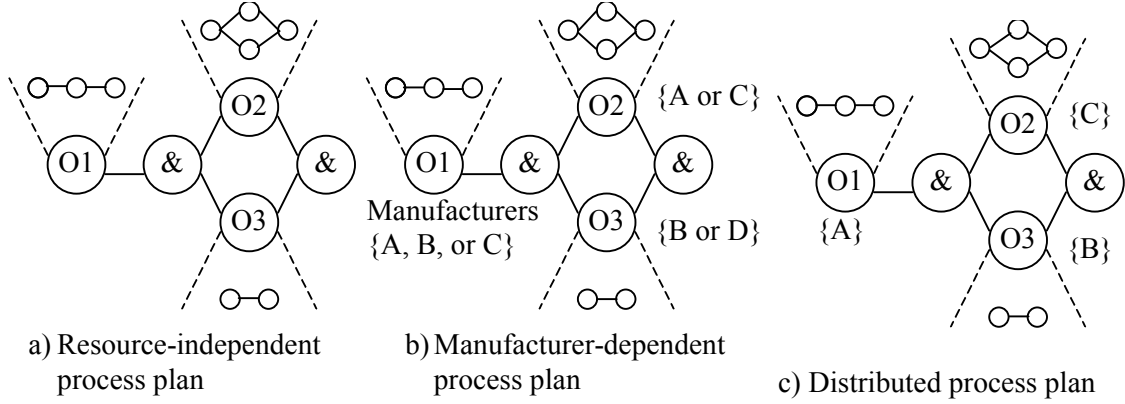 O1
&
O2
O3
&
a) Resource-independent
process plan
O1
Manufacturers
{A, B, or C}
&
O2
{A or C}
O3
{B or D}
&
b) Manufacturer-dependent
process plan
O1
{A}
&
O2
{C}
O3
{B}
&
c) Distributed process plan